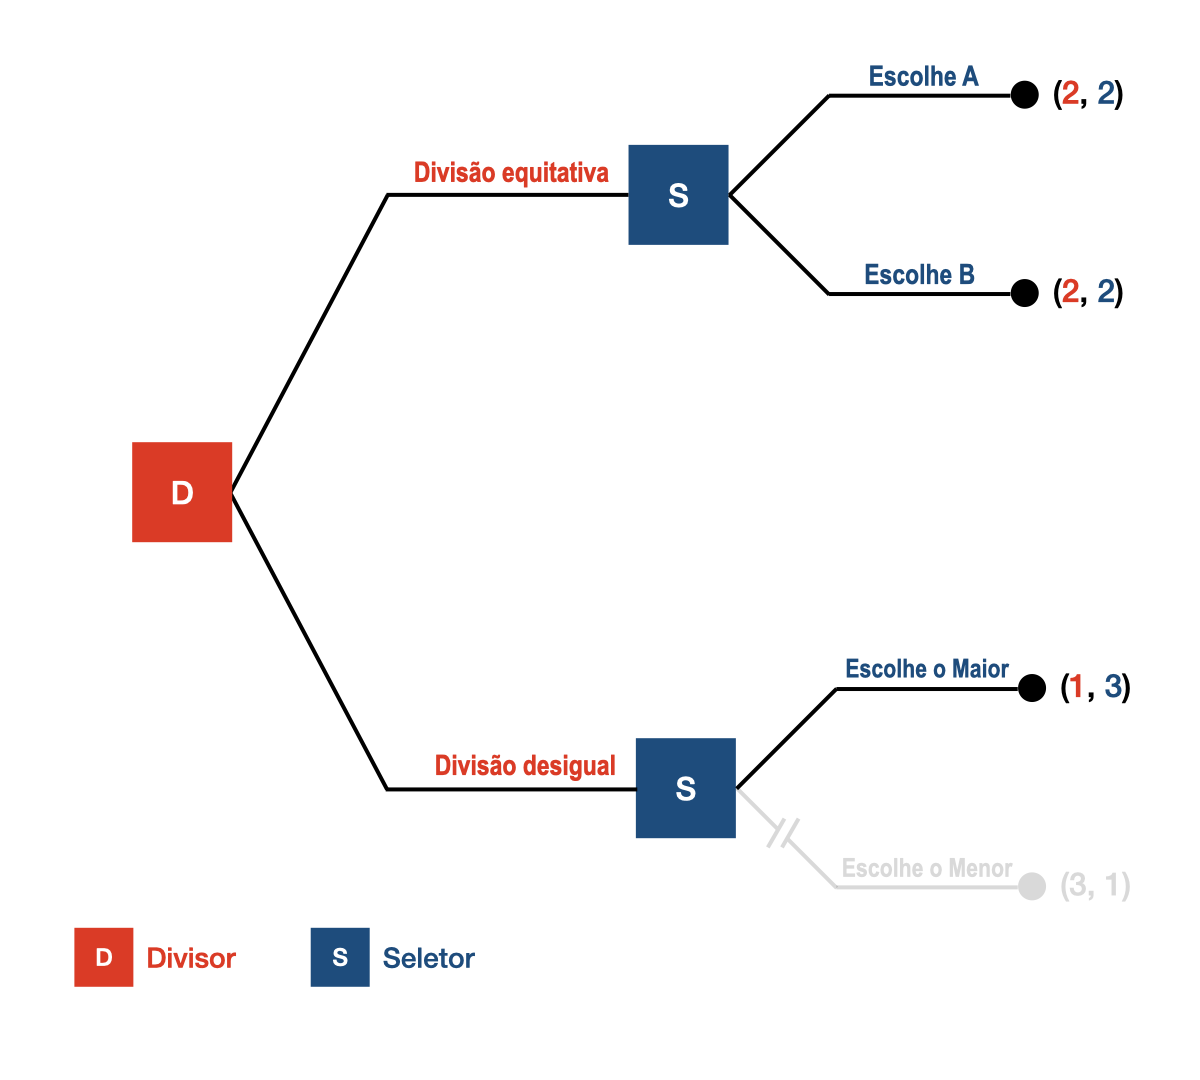 Escolhe A
(2, 2)
Divisão equitativa
S
Escolhe B
(2, 2)
D
Escolhe o Maior
(1, 3)
Divisão desigual
S
Escolhe o Menor
(3, 1)
D Divisor
S Seletor